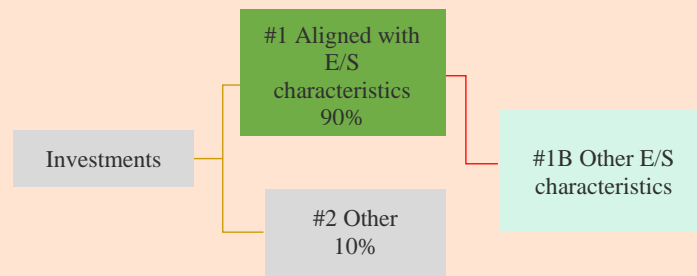 #1 Aligned with
E/S
characteristics
90%
Investments
#1B Other E/S
characteristics
#2 Other
10%